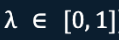 λ ∈ [0, 1]]